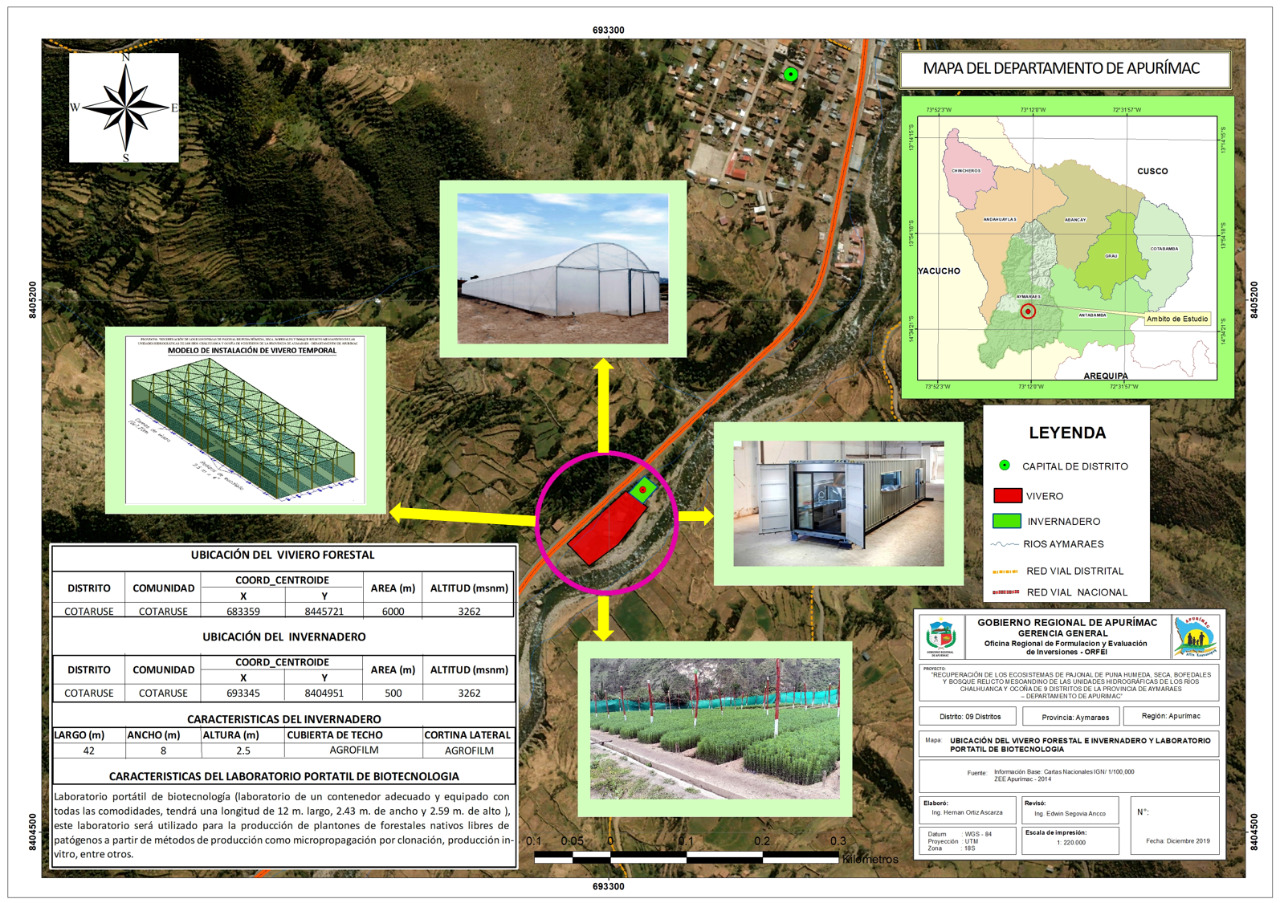 693300
N
W
E
S
MAPA DEL DEPARTAMENTO DE APURÍMAC
73°52'3"W
73°12'0"W
72°31'57"W
CUSCO
CHINCHEROS
ANDAHUAYLAS
ABANCAY
GRAU
COTABAMBA
YACUCHO
AYMARAES
ANTABAMBA
Ambito de Estudio
AREQUIPA
73°52'3"W
73°12'0"W
72°31'57"W
8405200
8405200
MODELO DE INSTALACIÓN DE VIVERO TEMPORAL
LEYENDA
CAPITAL DE DISTRITO
VIVERO
INVERNADERO
RIOS AYMARAES
RED VIAL DISTRITAL
RED VIAL NACIONAL
UBICACIÓN DEL VIVIERO FORESTAL
DISTRITO COMUNIDAD COORD_CENTROIDE AREA (m) ALTITUD (msnm)
X Y
COTARUSE COTARUSE 683359 8445721 6000 3262
UBICACIÓN DEL INVERNADERO
DISTRITO COMUNIDAD COORD_CENTROIDE AREA (m) ALTITUD (msnm)
X Y
COTARUSE COTARUSE 693345 8404951 500 3262
CARACTERISTICAS DEL INVERNADERO
LARGO (m) ANCHO (m) ALTURA (m) CUBIERTA DE TECHO CORTINA LATERAL
42 8 2.5 AGROFILM AGROFILM
CARACTERISTICAS DEL LABORATORIO PORTATIL DE BIOTECNOLOGIA
Laboratorio portátil de biotecnología (laboratorio de un contenedor adecuado y equipado con
todas las comodidades, tendrá una longitud de 12 m. largo, 2.43 m. de ancho y 2.59 m. de alto ),
este laboratorio será utilizado para la producción de plantones de forestales nativos libres de
patógenos a partir de métodos de producción como micropropagación por clonación, producción in-
vitro, entre otros.
GOBIERNO REGIONAL DE APURÍMAC
GERENCIA GENERAL
Oficina Regional de Formulacion y Evaluación
de Inversiones - ORFEI
PROYECTO:
"RECUPERACIÓN DE LOS ECOSISTEMAS DE PAJONAL DE PUNA HUMEDA, SECA, BOFEDALES
Y BOSQUE RELICTO MESOANDINO DE LAS UNIDADES HIDROGRÁFICAS DE LOS RÍOS
CHALHUANCA Y OCOÑA DE 9 DISTRITOS DE LA PROVINCIA DE AYMARAES
– DEPARTAMENTO DE APURIMAC"
Distrito: 09 Distritos
Provincia: Aymaraes
Región: Apurímac
Mapa: UBICACIÓN DEL VIVERO FORESTAL E INVERNADERO Y LABORATORIO
PORTATIL DE BIOTECNOLOGIA
Fuente: Información Base: Cartas Nacionales IGN/ 1/100,000
ZEE Apurímac - 2014
Elaboró:
Ing. Hernan Ortiz Ascarza
Revisó:
Ing. Edwin Segovia Ancco
N°:
Datum : WGS - 84
Proyección : UTM
Zona : 18S
Escala de impresión:
1: 220.000
Fecha: Diciembre 2019
0.1 0.05 0 0.1 0.2 0.3
Kilometros
8404500
8404500
693300